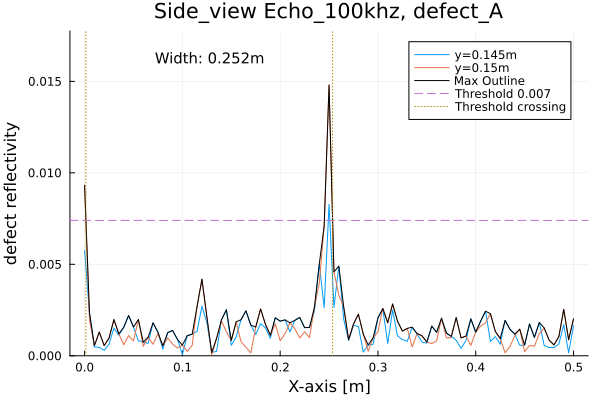 Side_view Echo_100khz, defect_A
Width: 0.252m
y=0.145m
y=0.15m
Max Outline
Threshold 0.007
Threshold crossing
defect reflectivity
0.015
0.010
0.005
0.000
0.0 0.1 0.2 0.3 0.4 0.5
X-axis [m]